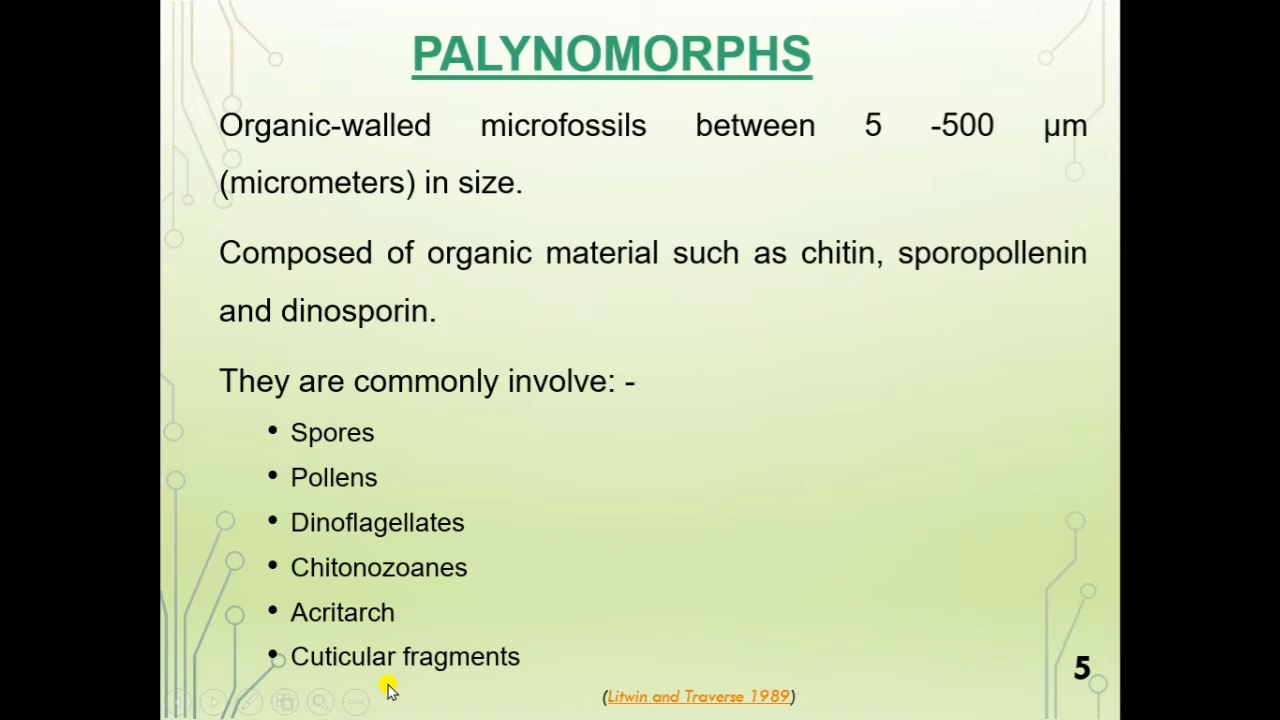 PALYNOMORPHS
Organic-walled microfossils between 5 -500 µm
(micrometers) in size.
Composed of organic material such as chitin, sporopollenin
and dinosporin.
They are commonly involve: -
• Spores
• Pollens
• Dinoflagellates
• Chitonozoanes
• Acritarch
• Cuticular fragments
(Litwin and Traverse 1989)
5